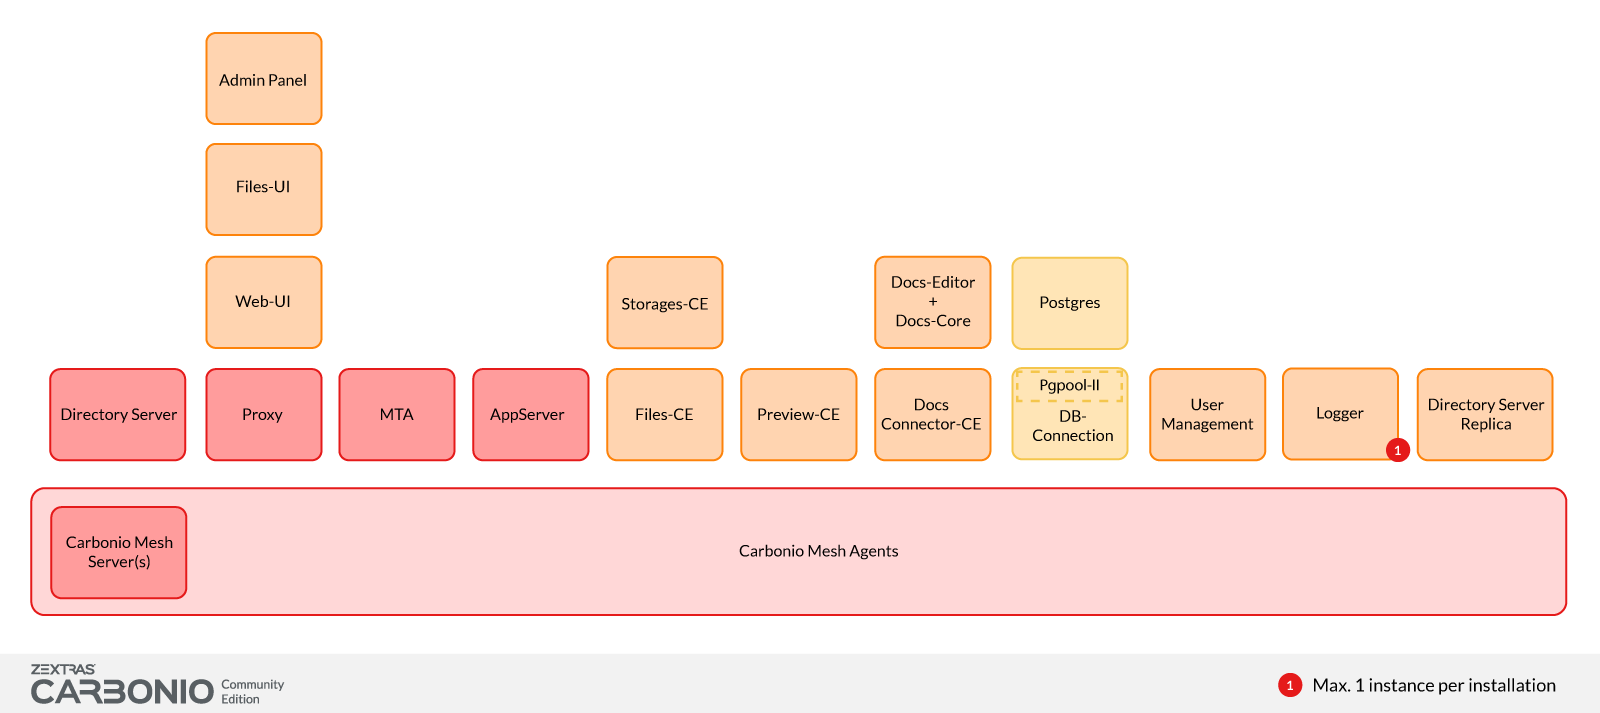 Admin Panel
Files-UI
Web-UI
Storages-CE
Docs-Editor
+
Docs-Core
Postgres
Directory Server
Proxy
MTA
AppServer
Files-CE
Preview-CE
Docs
Connector-CE
Pgpool-II
DB-
Connection
User
Management
Logger
1
Directory Server
Replica
Carbonio Mesh
Server(s)
Carbonio Mesh Agents
ZEXTRAS
CARBONIO
Community
Edition
1 Max. 1 instance per installation